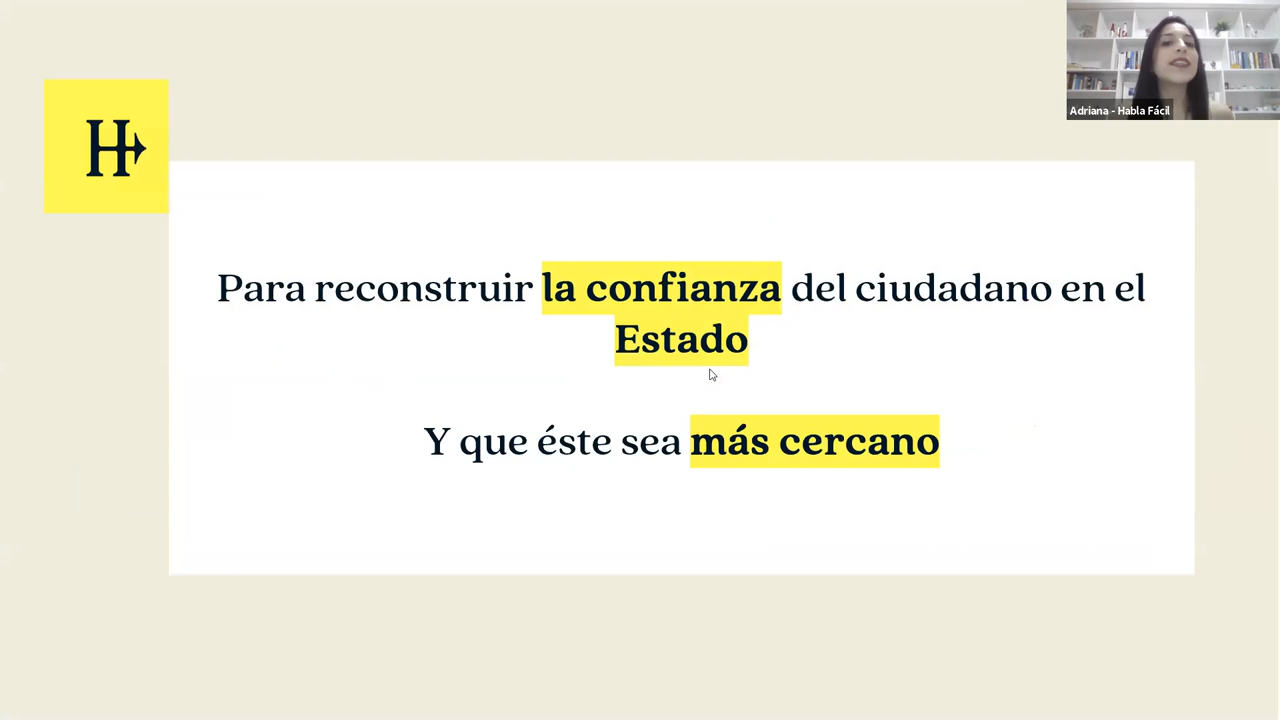 Adriana - Habla Fácil
H
Para reconstruir la confianza del ciudadano en el
Estado
Y que éste sea más cercano